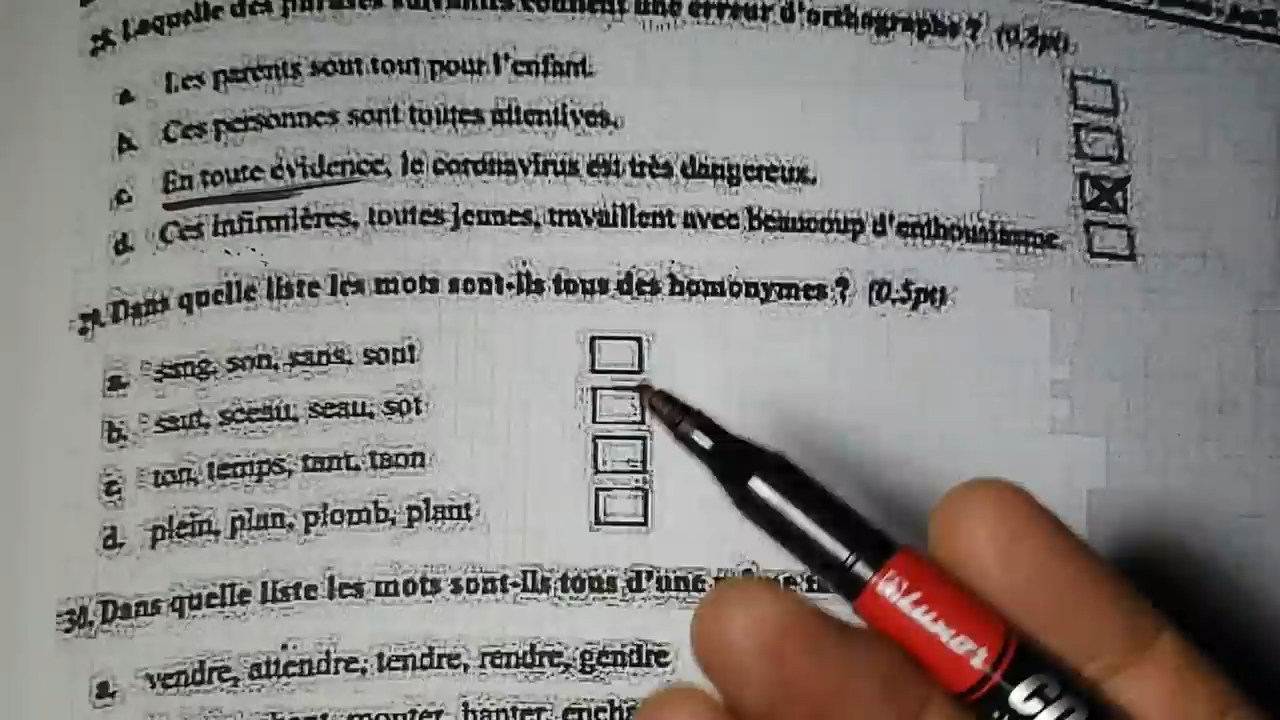 Laquelle des phrases suivants contient une erreur d'orthographe ? (0,5pt)
a. Les parents sont tout pour l'enfant.
b. Ces personnes sont toutes attentives.
c. En toute évidence, le coronavirus est très dangereux.
d. Ces infirmières, toutes jeunes, travaillent avec beaucoup d'enthousiasme.
Dans quelle liste les mots sont-ils tous des homonymes ? (0,5pt)
a. sang, son, sans, sont
b. saut, sceau, seau, sot
c. ton, temps, tant, taon
d. plein, plan, plomb, plant
30. Dans quelle liste les mots sont-ils tous d'une
a. vendre, attendre, tendre, rendre, gendre
monter, hanter,
Luxor